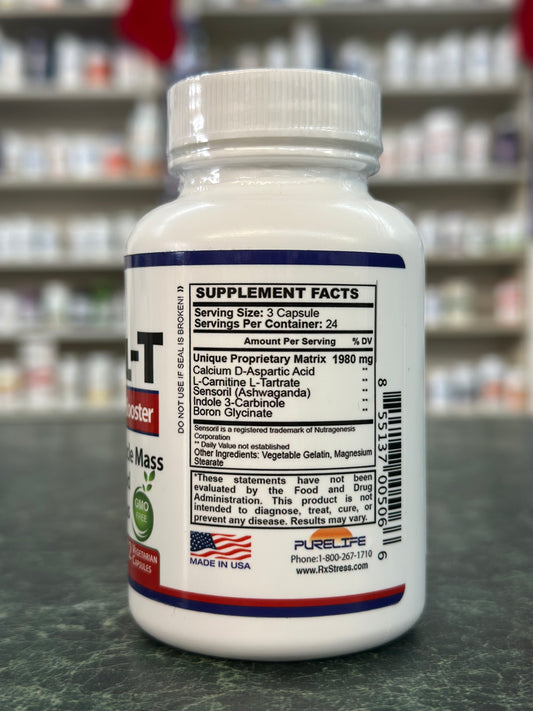 L-T
ooster
le Mass
GMO
FREE
2 VEGETARIAN
CAPSULES
DO NOT USE IF SEAL IS BROKEN! »
SUPPLEMENT FACTS
Serving Size: 3 Capsule
Servings Per Container: 24
Amount Per Serving % DV
Unique Proprietary Matrix 1980 mg
Calcium D-Aspartic Acid **
L-Carnitine L-Tartrate **
Sensoril (Ashwaganda) **
Indole 3-Carbinole **
Boron Glycinate **
Sensoril is a registered trademark of Nutragenesis
Corporation
** Daily Value not established
Other Ingredients: Vegetable Gelatin, Magnesium
Stearate
*These statements have not been
evaluated by the Food and Drug
Administration. This product is not
intended to diagnose, treat, cure, or
prevent any disease. Results may vary.
MADE IN USA
PURELIFE
Phone:1-800-267-1710
www.RxStress.com
8 55137 00506 6